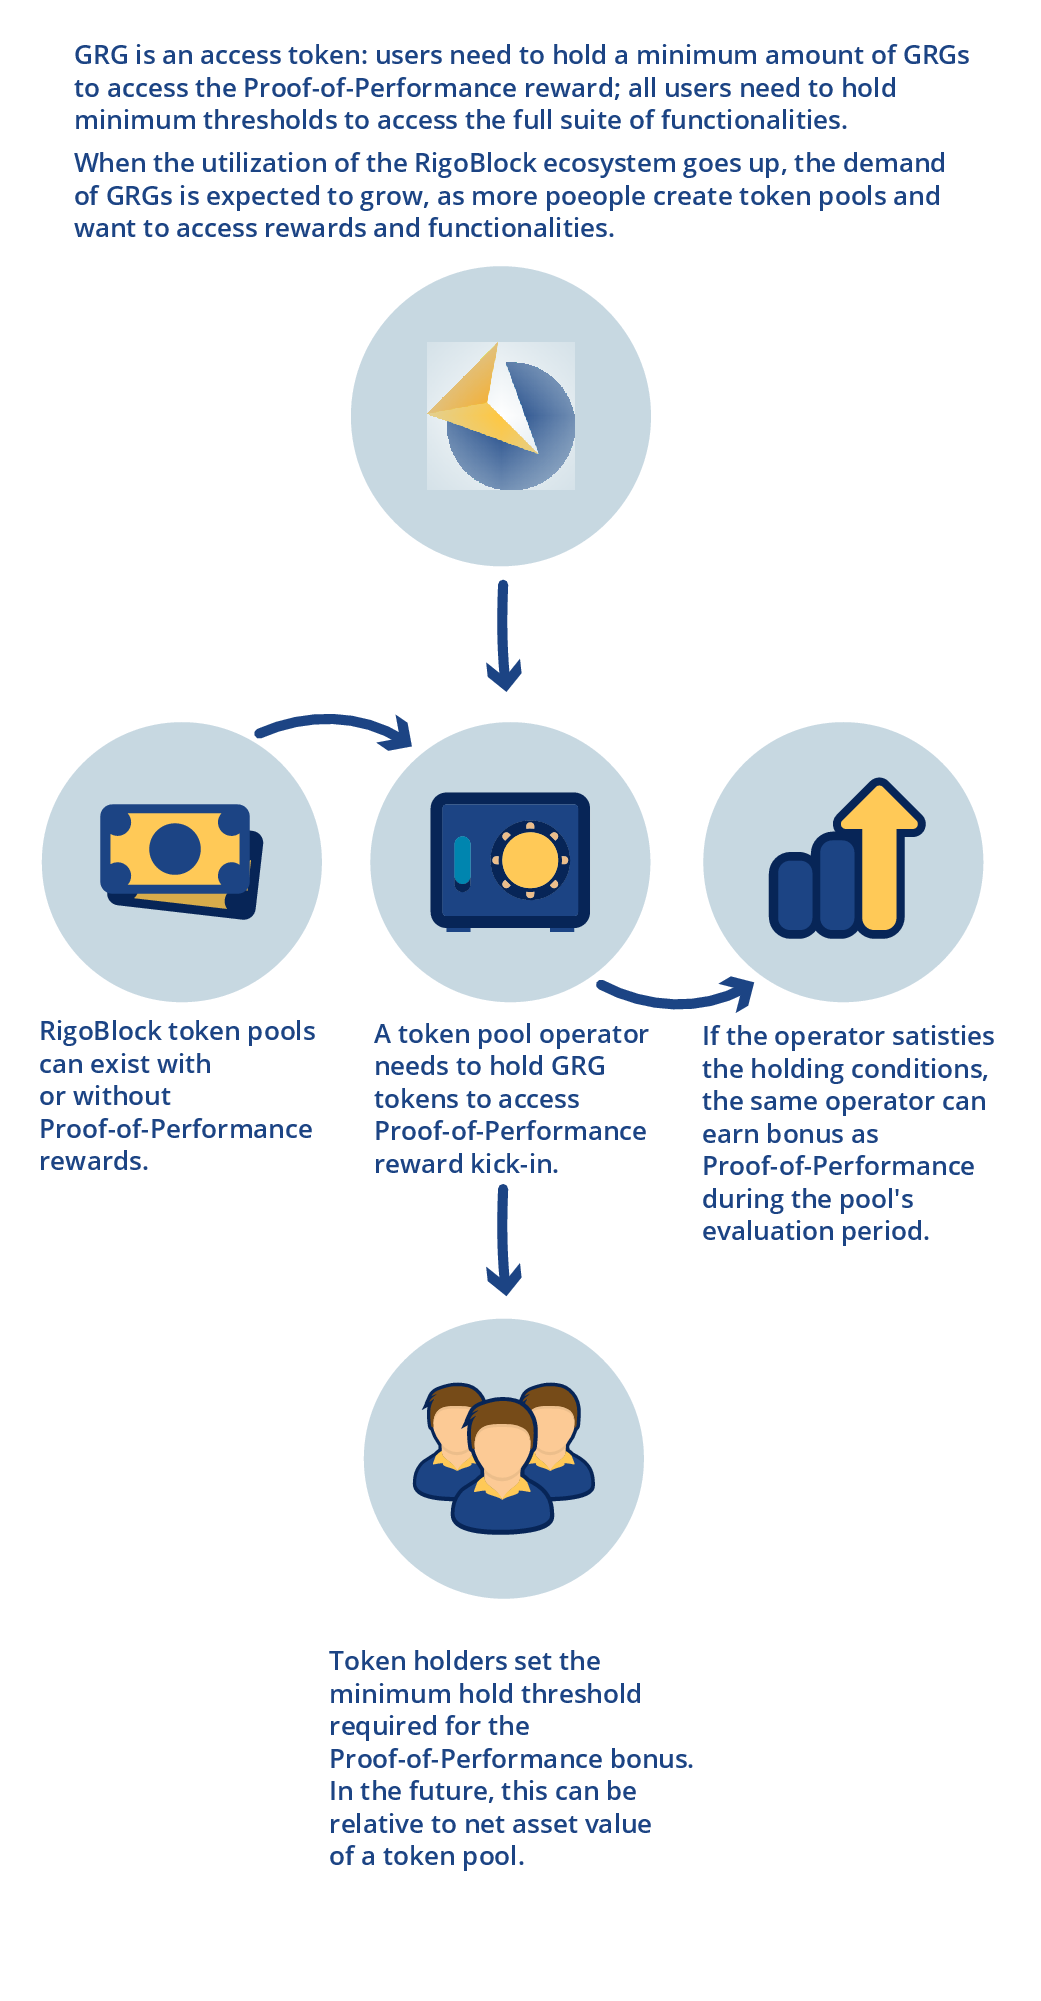 GRG is an access token: users need to hold a minimum amount of GRGs
to access the Proof-of-Performance reward; all users need to hold
minimum thresholds to access the full suite of functionalities.
When the utilization of the RigoBlock ecosystem goes up, the demand
of GRGs is expected to grow, as more poeople create token pools and
want to access rewards and functionalities.
RigoBlock token pools
can exist with
or without
Proof-of-Performance
rewards.
A token pool operator
needs to hold GRG
tokens to access
Proof-of-Performance
reward kick-in.
If the operator satisties
the holding conditions,
the same operator can
earn bonus as
Proof-of-Performance
during the pool's
evaluation period.
Token holders set the
minimum hold threshold
required for the
Proof-of-Performance bonus.
In the future, this can be
relative to net asset value
of a token pool.